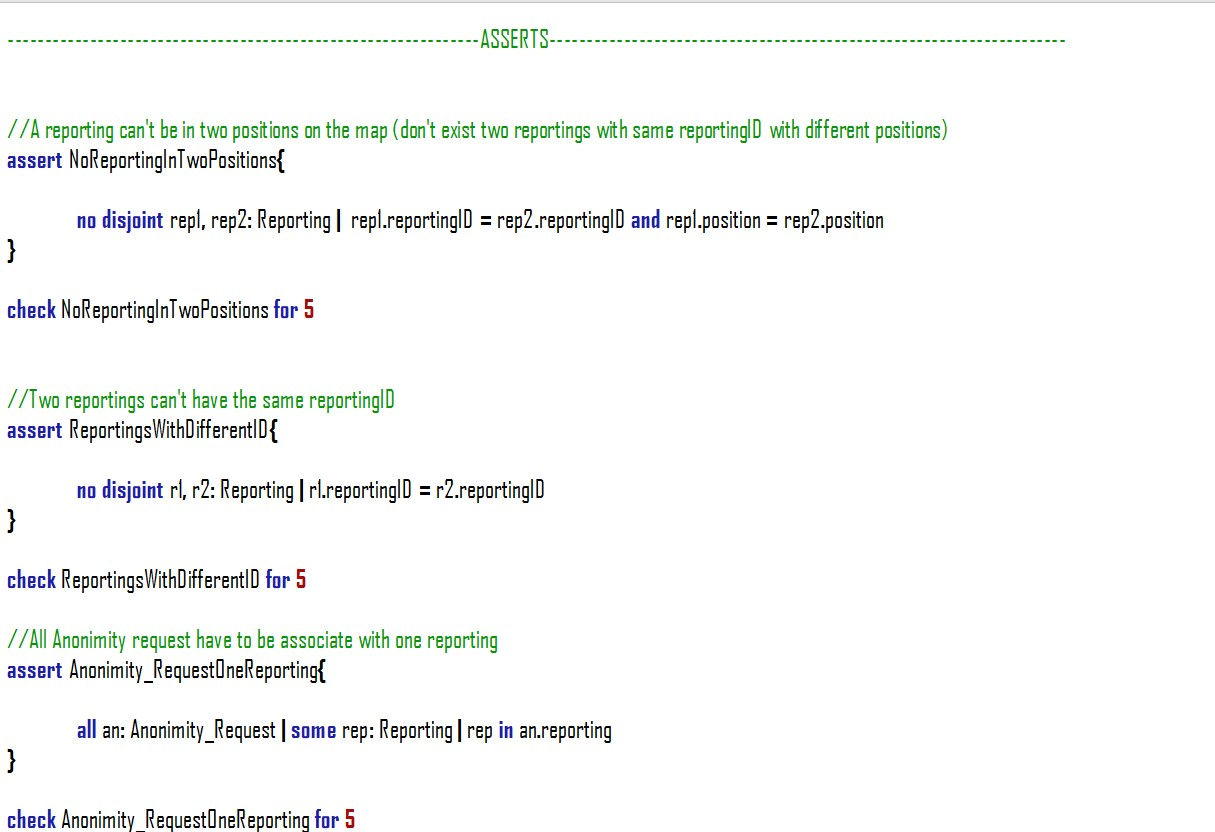 ----------------------------------------------------------------ASSERTS----------------------------------------------------------------------
//A reporting can't be in two positions on the map (don't exist two reportings with same reportingID with different positions)
assert NoReportingInTwoPositions{
no disjoint rep1, rep2: Reporting | rep1.reportingID = rep2.reportingID and rep1.position = rep2.position
}
check NoReportingInTwoPositions for 5
//Two reportings can't have the same reportingID
assert ReportingsWithDifferentID{
no disjoint r1, r2: Reporting | r1.reportingID = r2.reportingID
}
check ReportingsWithDifferentID for 5
//All Anonimity request have to be associate with one reporting
assert Anonimity_RequestOneReporting{
all an: Anonimity_Request | some rep: Reporting | rep in an.reporting
}
check Anonimity_RequestOneReporting for 5